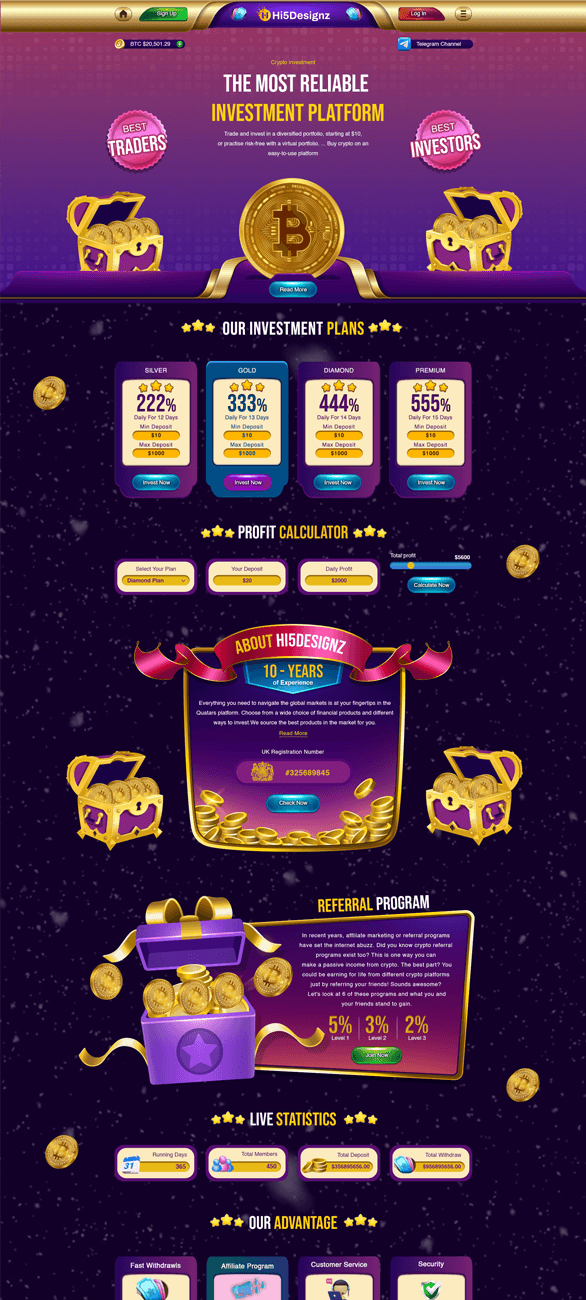 Sign Up
Hi5Designz
Log In
BTC $20,501.29
Telegram Channel
Crypto investment
THE MOST RELIABLE
INVESTMENT PLATFORM
BEST
TRADERS
BEST
INVESTORS
Trade and invest in a diversified portfolio, starting at $10,
or practise risk-free with a virtual portfolio. ... Buy crypto on an
easy-to-use platform
Read More
OUR INVESTMENT PLANS
SILVER
222%
Daily For 12 Days
Min Deposit
$10
Max Deposit
$1000
Invest Now
GOLD
333%
Daily For 13 Days
Min Deposit
$10
Max Deposit
$1000
Invest Now
DIAMOND
444%
Daily For 14 Days
Min Deposit
$10
Max Deposit
$1000
Invest Now
PREMIUM
555%
Daily For 15 Days
Min Deposit
$10
Max Deposit
$1000
Invest Now
PROFIT CALCULATOR
Select Your Plan
Diamond Plan
Your Deposit
$20
Daily Profit
$2000
Total profit
$5600
Calculate Now
ABOUT HI5DESIGNZ
10 - YEARS
of Experience
Everything you need to navigate the global markets is at your fingertips in the
Quatars platform. Choose from a wide choice of financial products and different
ways to invest.We source the best products in the market for you.
Read More
UK Registration Number
#325689845
Check Now
REFERRAL PROGRAM
In recent years, affiliate marketing or referral programs
have set the internet abuzz. Did you know crypto referral
programs exist too? This is one way you can
make a passive income from crypto. The best part? You
could be earning for life from different crypto platforms
just by referring your friends! Sounds awesome?
Let's look at 6 of these programs and what you and
your friends stand to gain.
5%
Level 1
3%
Level 2
2%
Level 3
Join Now
LIVE STATISTICS
31
Running Days
365
Total Members
450
Total Deposit
$356895656.00
Total Withdraw
$956895656.00
OUR ADVANTAGE
Fast Withdrawls
Affiliate Program
Customer Service
Security